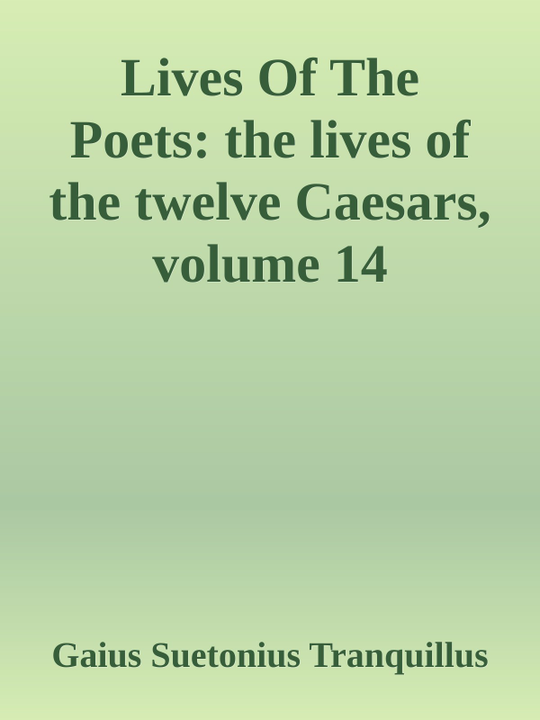 Lives Of The
Poets: the lives of
the twelve Caesars,
volume 14
Gaius Suetonius Tranquillus